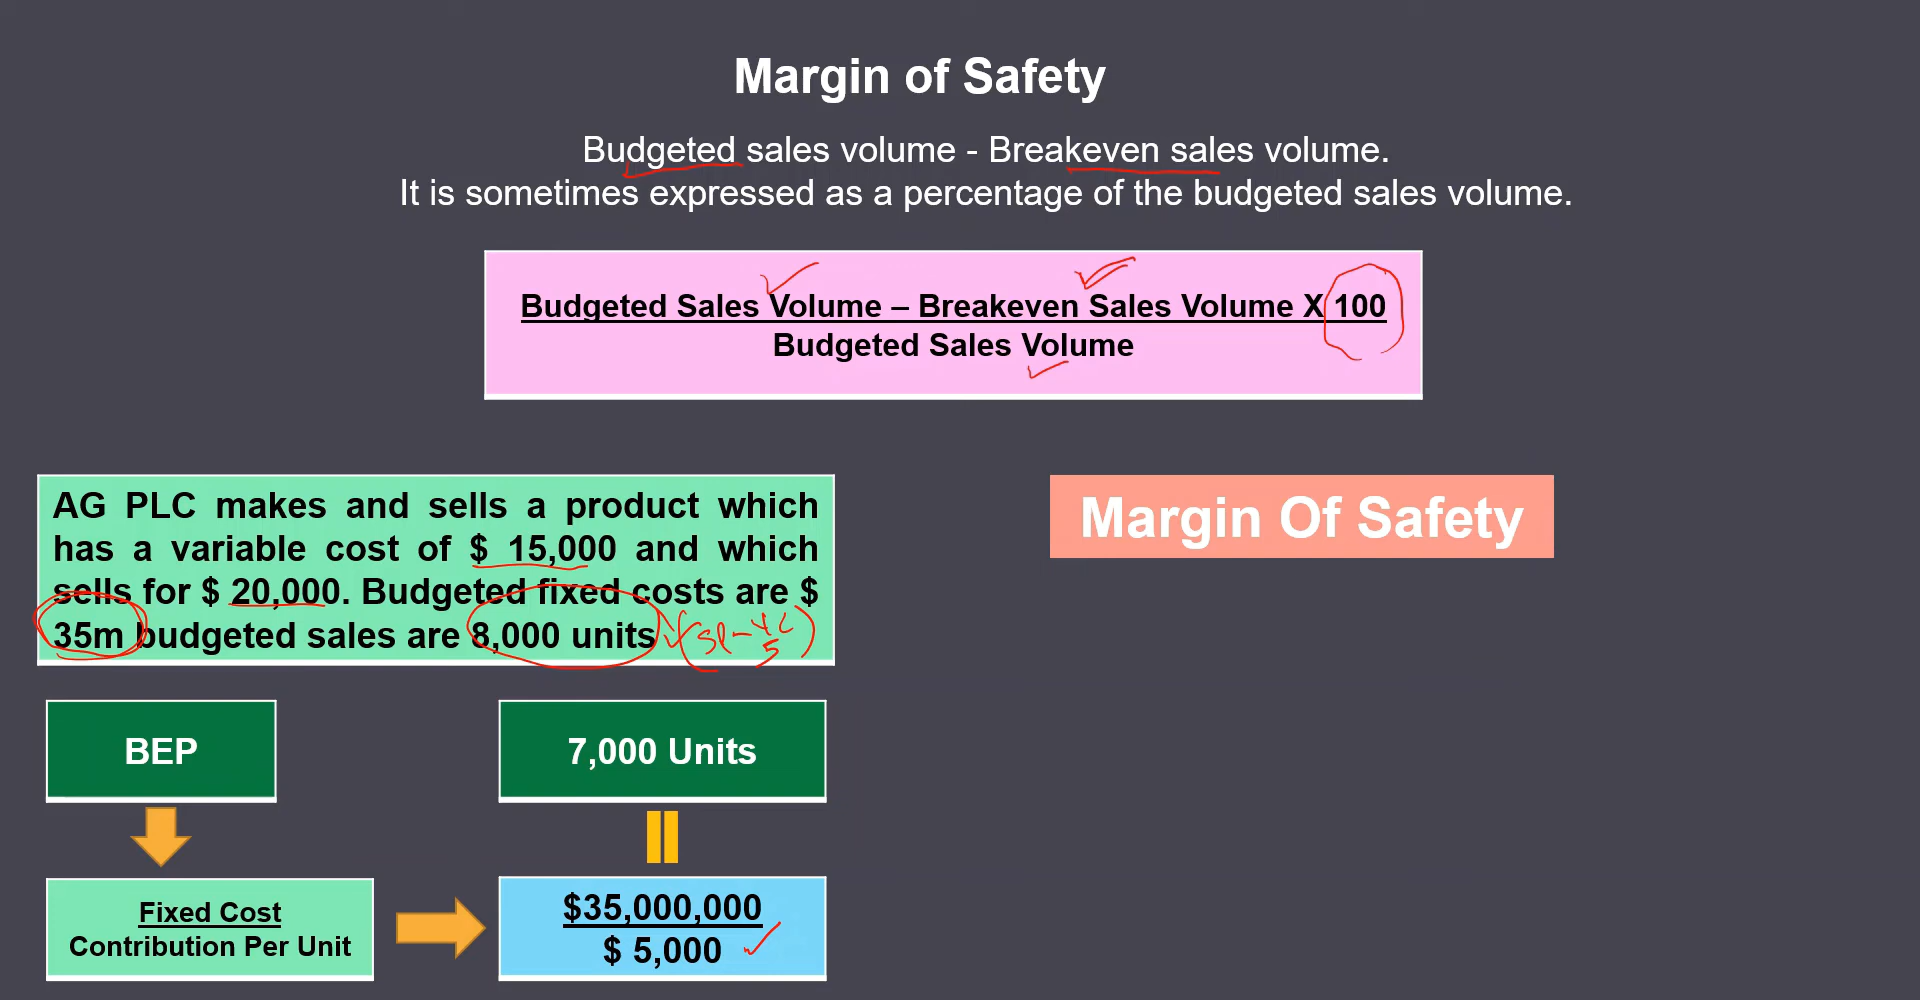 Margin of Safety
Budgeted sales volume - Breakeven sales volume.
It is sometimes expressed as a percentage of the budgeted sales volume.
Budgeted Sales Volume – Breakeven Sales Volume X 100
Budgeted Sales Volume
AG PLC makes and sells a product which
has a variable cost of $ 15,000 and which
sells for $ 20,000. Budgeted fixed costs are $
35m budgeted sales are 8,000 units
5
Margin Of Safety
BEP
7,000 Units
Fixed Cost
Contribution Per Unit
$35,000,000
$ 5,000